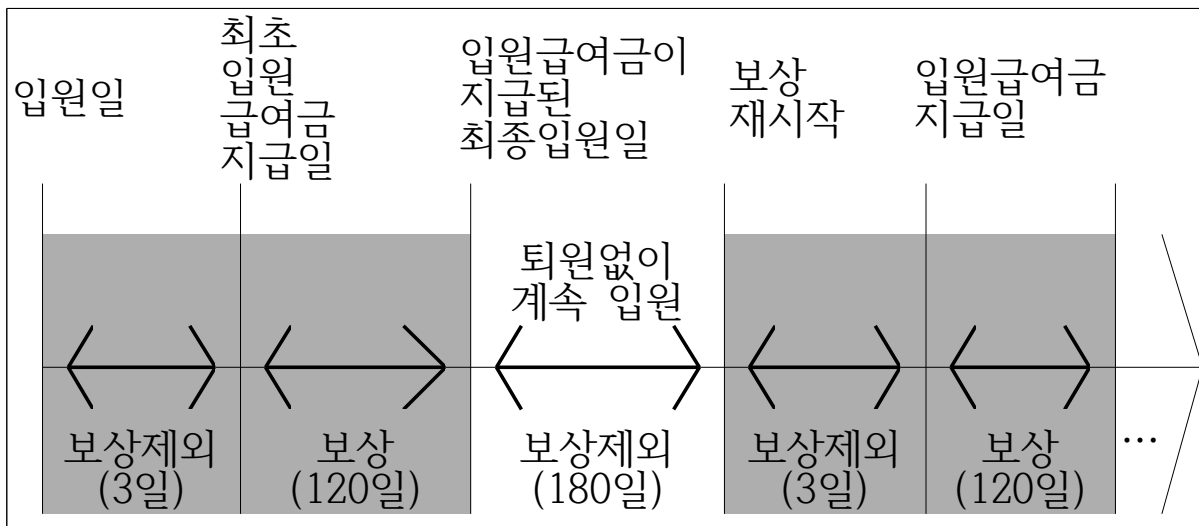 입원일
최초
입원
급여금
지급일
입원급여금이
지급된
최종입원일
보상
재시작
입원급여금
지급일
퇴원없이
계속 입원
보상제외
(3일)
보상
(120일)
보상제외
(180일)
보상제외
(3일)
보상
(120일)
…